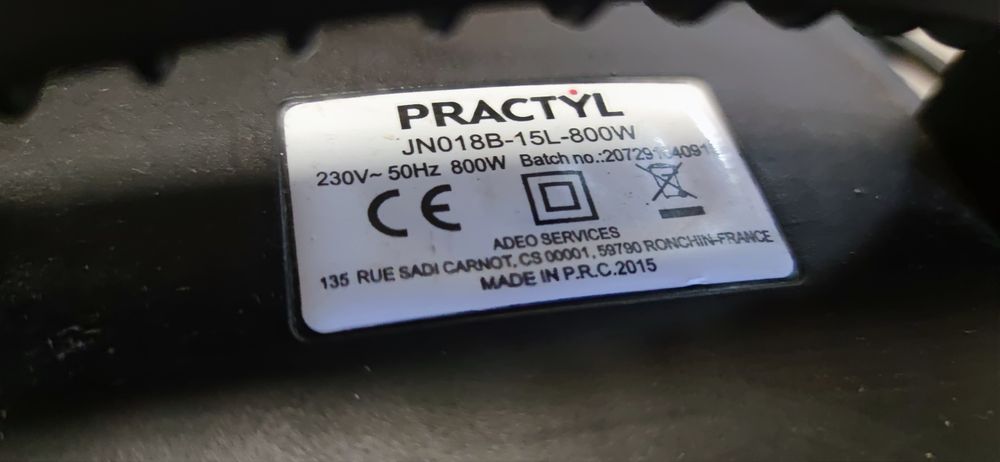 PRACTYL
JN018B-15L-800W
230V~ 50Hz 800W Batch no.:
CE
ADEO SERVICES
135 RUE SADI CARNOT, CS 00001, 59790 RONCHIN-FRANCE
MADE IN P.R.C.2015